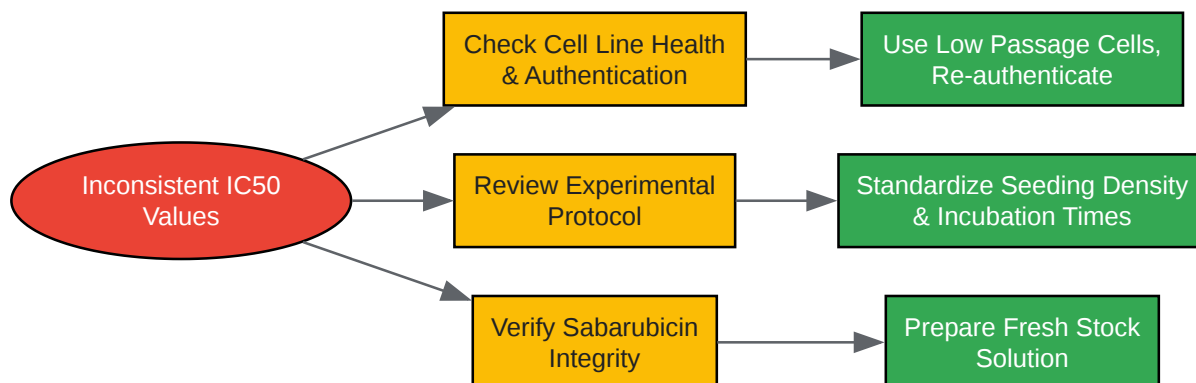 Check Cell Line Health
& Authentication
Use Low Passage Cells,
Re-authenticate
Inconsistent IC50
Values
Review Experimental
Protocol
Standardize Seeding Density
& Incubation Times
Verify Sabarubicin
Integrity
Prepare Fresh Stock
Solution